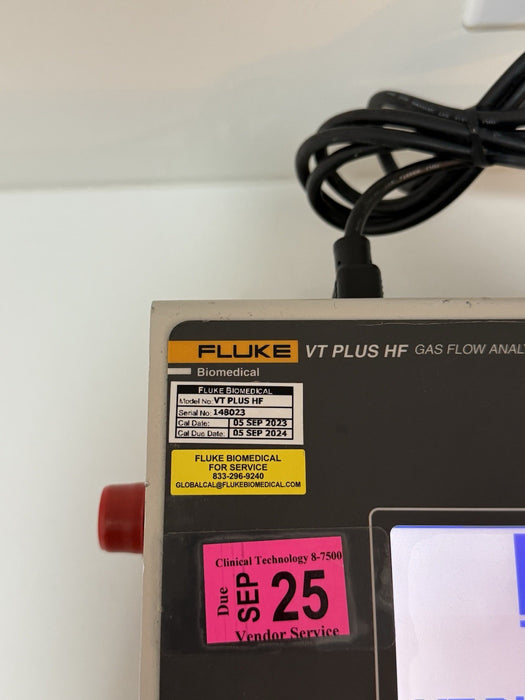 FLUKE VT PLUS HF GAS FLOW
Biomedical
FLUKE BIOMEDICAL
Model No: VT PLUS HF
Serial No: 148023
Cal Date: 05 SEP 2023
Cal Due Date: 05 SEP 2024
FLUKE BIOMEDICAL
FOR SERVICE
833-296-9240
GLOBALCAL@FLUKEBIOMEDICAL.COM
Clinical Technology 8-7500
Due SEP 25
Vendor Service